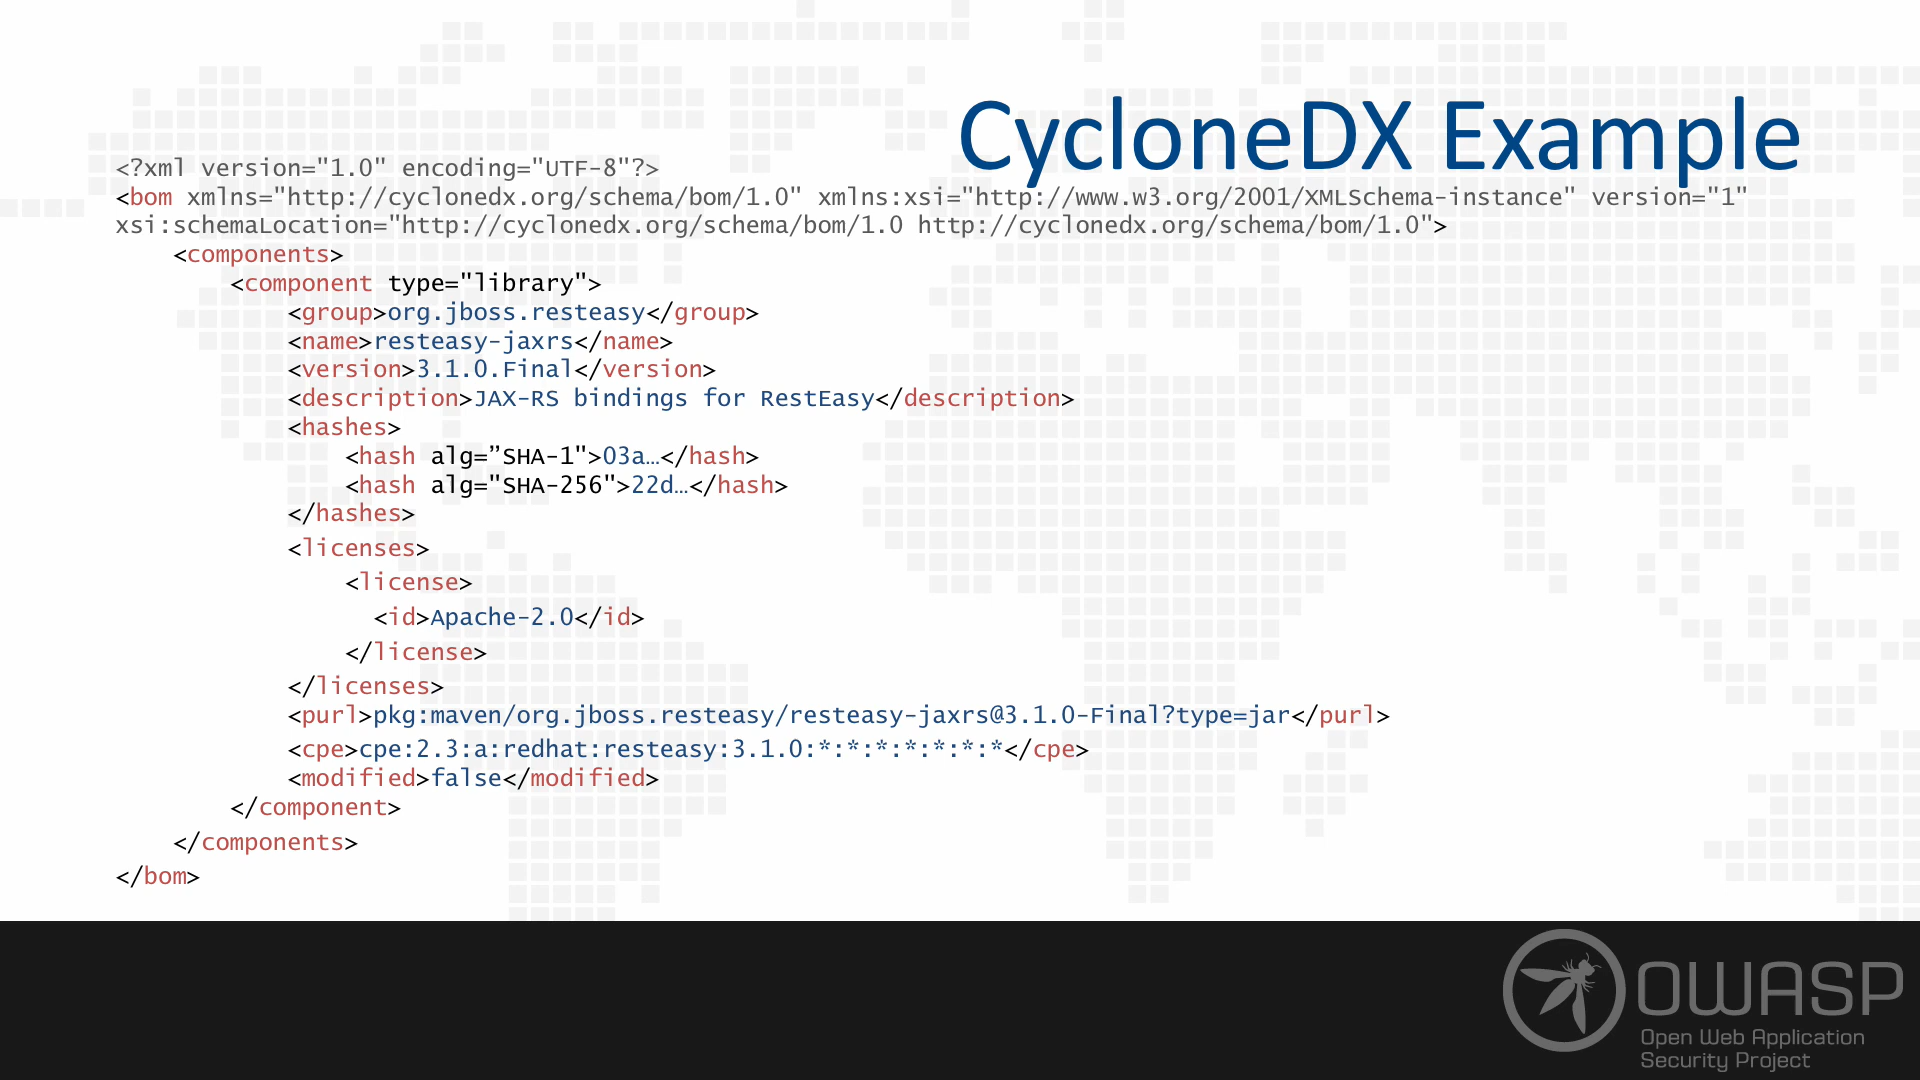 CycloneDX Example
<?xml version="1.0" encoding="UTF-8"?>
<bom xmlns="http://cyclonedx.org/schema/bom/1.0" xmlns:xsi="http://www.w3.org/2001/XMLSchema-instance" version="1"
xsi:schemaLocation="http://cyclonedx.org/schema/bom/1.0 http://cyclonedx.org/schema/bom/1.0">
    <components>
        <component type="library">
            <group>org.jboss.resteasy</group>
            <name>resteasy-jaxrs</name>
            <version>3.1.0.Final</version>
            <description>JAX-RS bindings for RestEasy</description>
            <hashes>
                <hash alg=”SHA-1">03a…</hash>
                <hash alg="SHA-256">22d…</hash>
            </hashes>
            <licenses>
                <license>
                  <id>Apache-2.0</id>
                </license>
            </licenses>
            <purl>pkg:maven/org.jboss.resteasy/resteasy-jaxrs@3.1.0-Final?type=jar</purl>
            <cpe>cpe:2.3:a:redhat:resteasy:3.1.0:*:*:*:*:*:*:*</cpe>
            <modified>false</modified>
        </component>
    </components>
</bom>
OWASP
Open Web Application
Security Project